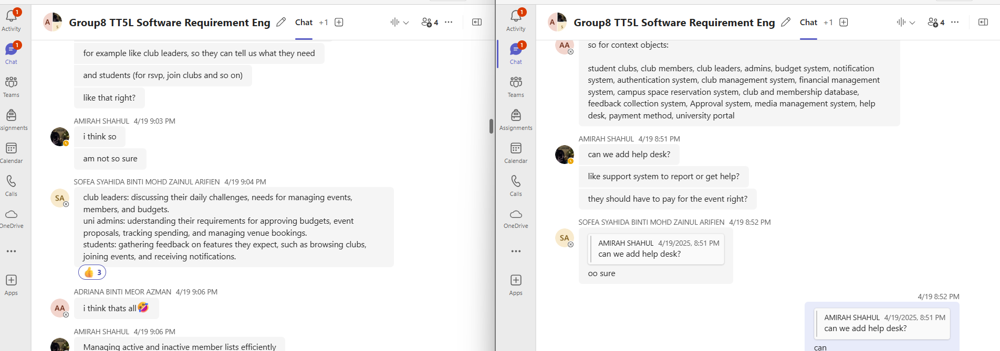 1
Activity
1
Chat
Teams
ssignments
Calendar
Calls
OneDrive
Apps
A
s
Group8 TT5L Software Requirement Eng
Chat
+1
4
for example like club leaders, so they can tell us what they need
and students (for rsvp, join clubs and so on)
like that right?
AMIRAH SHAHUL 4/19 9:03 PM
i think so
am not so sure
SOFEA SYAHIDA BINTI MOHD ZAINUL ARIFIEN 4/19 9:04 PM
SA
club leaders: discussing their daily challenges, needs for managing events,
members, and budgets.
uni admins: uderstanding their requirements for approving budgets, event
proposals, tracking spending, and managing venue bookings.
students: gathering feedback on features they expect, such as browsing clubs,
joining events, and receiving notifications.
👍 3
ADRIANA BINTI MEOR AZMAN 4/19 9:06 PM
AA
i think thats all🤣
AMIRAH SHAHUL 4/19 9:06 PM
Managing active and inactive member lists efficiently
1
Activity
1
Chat
Teams
Assignments
Calendar
Calls
OneDrive
Apps
A
s
Group8 TT5L Software Requirement Eng
Chat
+1
4
AA
so for context objects:
student clubs, club members, club leaders, admins, budget system, notification
system, authentication system, club management system, financial management
system, campus space reservation system, club and membership database,
feedback collection system, Approval system, media management system, help
desk, payment method, university portal
AMIRAH SHAHUL 4/19 8:51 PM
can we add help desk?
like support system to report or get help?
they should have to pay for the event right?
SOFEA SYAHIDA BINTI MOHD ZAINUL ARIFIEN 4/19 8:52 PM
SA
AMIRAH SHAHUL 4/19/2025, 8:51 PM
can we add help desk?
oo sure
4/19 8:52 PM
AMIRAH SHAHUL 4/19/2025, 8:51 PM
can we add help desk?
can